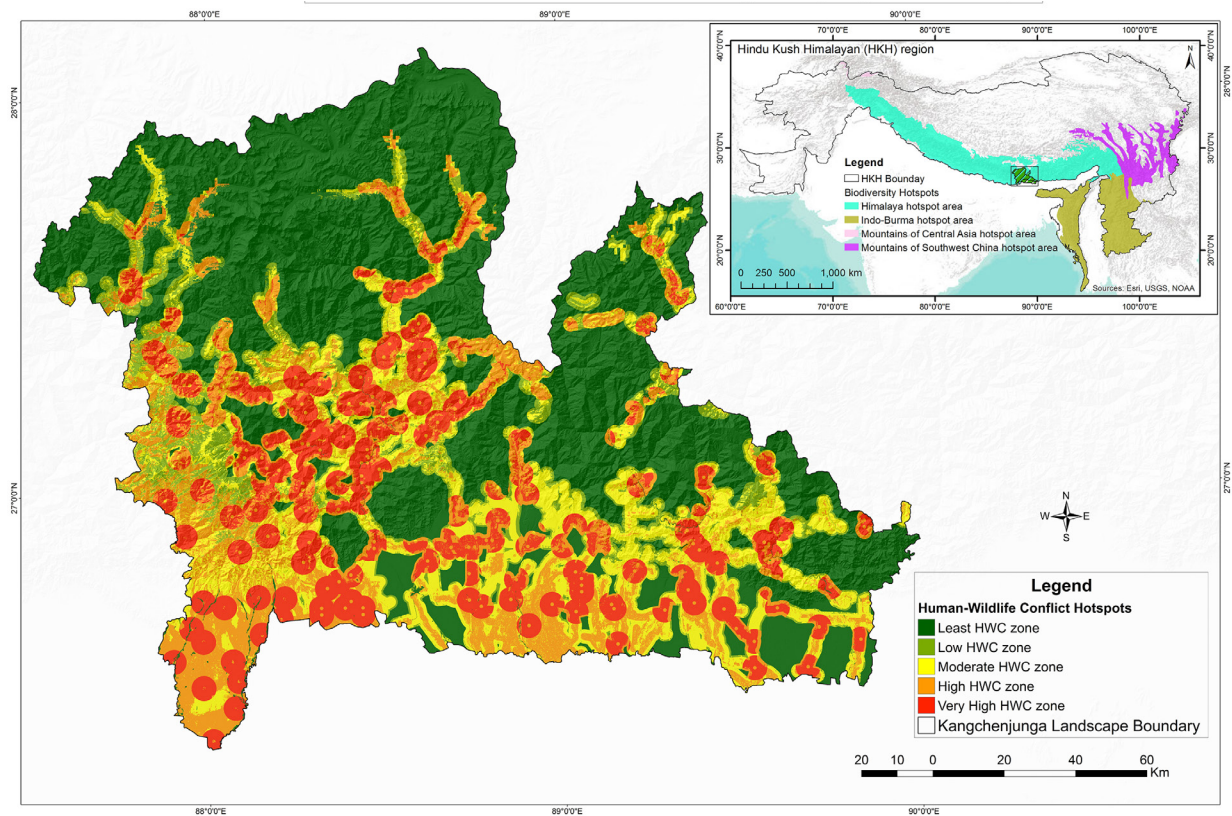 88°0'0"E 89°0'0"E 90°0'0"E
28°0'0"N
27°0'0"N
28°0'0"N
27°0'0"N
70°0'0"E 80°0'0"E 90°0'0"E 100°0'0"E
Hindu Kush Himalayan (HKH) region
N
40°0'0"N
30°0'0"N
20°0'0"N
40°0'0"N
30°0'0"N
20°0'0"N
Legend
HKH Bounday
Biodiversity Hotspots
Himalaya hotspot area
Indo-Burma hotspot area
Mountains of Central Asia hotspot area
Mountains of Southwest China hotspot area
0 250 500 1,000 km
Sources: Esri, USGS, NOAA
60°0'0"E 70°0'0"E 80°0'0"E 90°0'0"E 100°0'0"E
N
W E
S
Legend
Human-Wildlife Conflict Hotspots
Least HWC zone
Low HWC zone
Moderate HWC zone
High HWC zone
Very High HWC zone
Kangchenjunga Landscape Boundary
20 10 0 20 40 60
Km
88°0'0"E 89°0'0"E 90°0'0"E